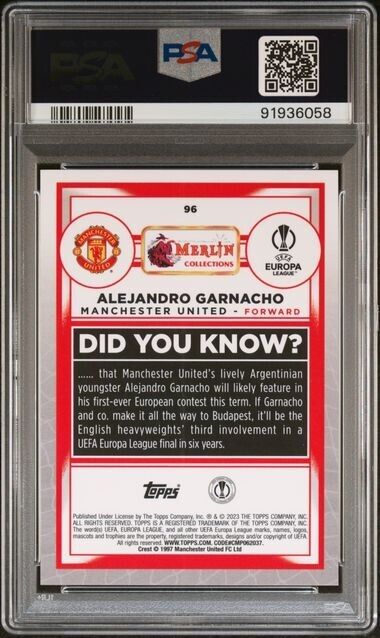 PSA
PSA
91936058
96
MANCHESTER
UNITED
MERLIN
COLLECTIONS
UEFA
EUROPA
LEAGUE™
ALEJANDRO GARNACHO
MANCHESTER UNITED - FORWARD
DID YOU KNOW?
...... that Manchester United's lively Argentinian
youngster Alejandro Garnacho will likely feature in
his first-ever European contest this term. If Garnacho
and co. make it all the way to Budapest, it'll be the
English heavyweights' third involvement in a
UEFA Europa League final in six years.
Topps
Published Under License by The Topps Company, Inc. ® & © 2023 THE TOPPS COMPANY, INC.
ALL RIGHTS RESERVED. TOPPS IS A REGISTERED TRADEMARK OF THE TOPPS COMPANY, INC.
The word(s) UEFA, EUROPA LEAGUE, and all other UEFA Europa League marks, names, logos,
mascots and trophies are the property, registered trademarks, designs and/or copyright of UEFA.
All rights reserved. WWW.TOPPS.COM. CODE#CMP062037.
Crest © 1997 Manchester United FC Ltd